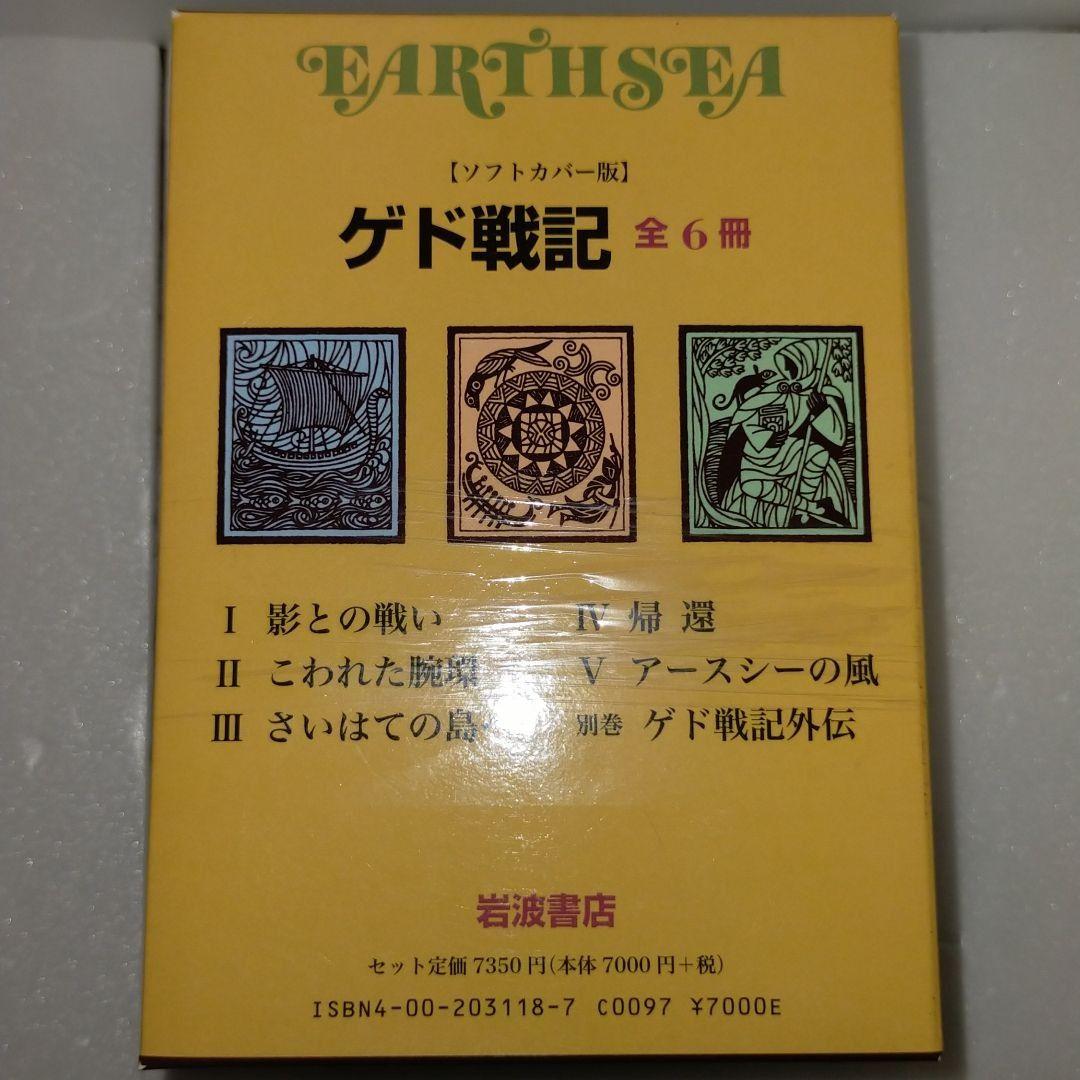 EARTHSEA
【ソフトカバー版】
ゲド戦記 全6冊
I 影との戦い
II こわれた腕環
III さいはての島へ
IV 帰還
V アースシーの風
別巻 ゲド戦記外伝
岩波書店
セット定価7350円(本体7000円+税)
ISBN4-00-203118-7 C0097 ¥7000E